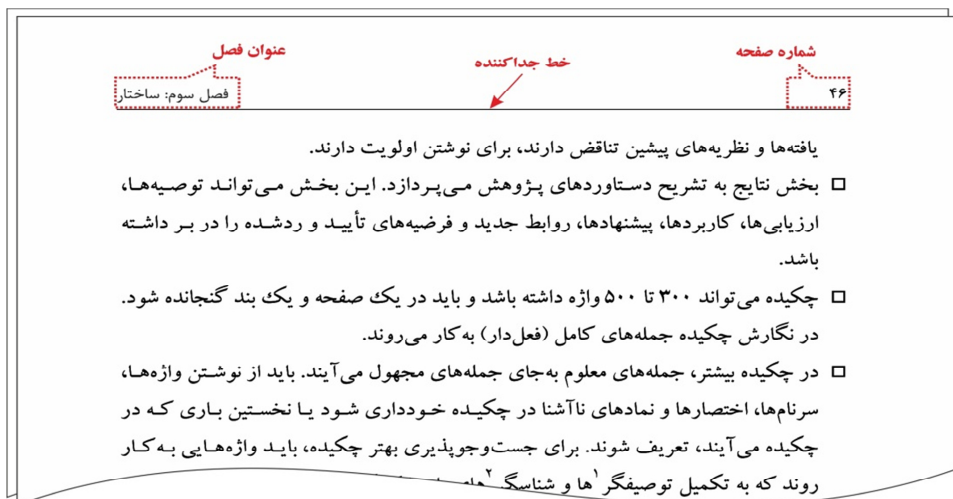 شماره صفحه
خط جداکننده
عنوان فصل
۴۶
فصل سوم: ساختار
یافته‌ها و نظریه‌های پیشین تناقض دارند، برای نوشتن اولویت دارند.
بخش نتایج به تشریح دستاوردهای پژوهش می‌پردازد. این بخش می‌تواند توصیه‌ها،
ارزیابی‌ها، کاربردها، پیشنهادها، روابط جدید و فرضیه‌های تأیید و ردشده را در بر داشته
باشد.
چکیده می‌تواند ۳۰۰ تا ۵۰۰ واژه داشته باشد و باید در یک صفحه و یک بند گنجانده شود.
در نگارش چکیده جمله‌های کامل (فعل‌دار) به‌کار می‌روند.
در چکیده بیشتر، جمله‌های معلوم به‌جای جمله‌های مجهول می‌آیند. باید از نوشتن واژه‌ها،
سرنام‌ها، اختصارها و نمادهای ناآشنا در چکیده خودداری شود یا نخستین باری که در
چکیده می‌آیند، تعریف شوند. برای جست‌وجوپذیری بهتر چکیده، باید واژه‌هایی به‌کار
روند که به تکمیل توصیفگر۱ها و شناسگر۲